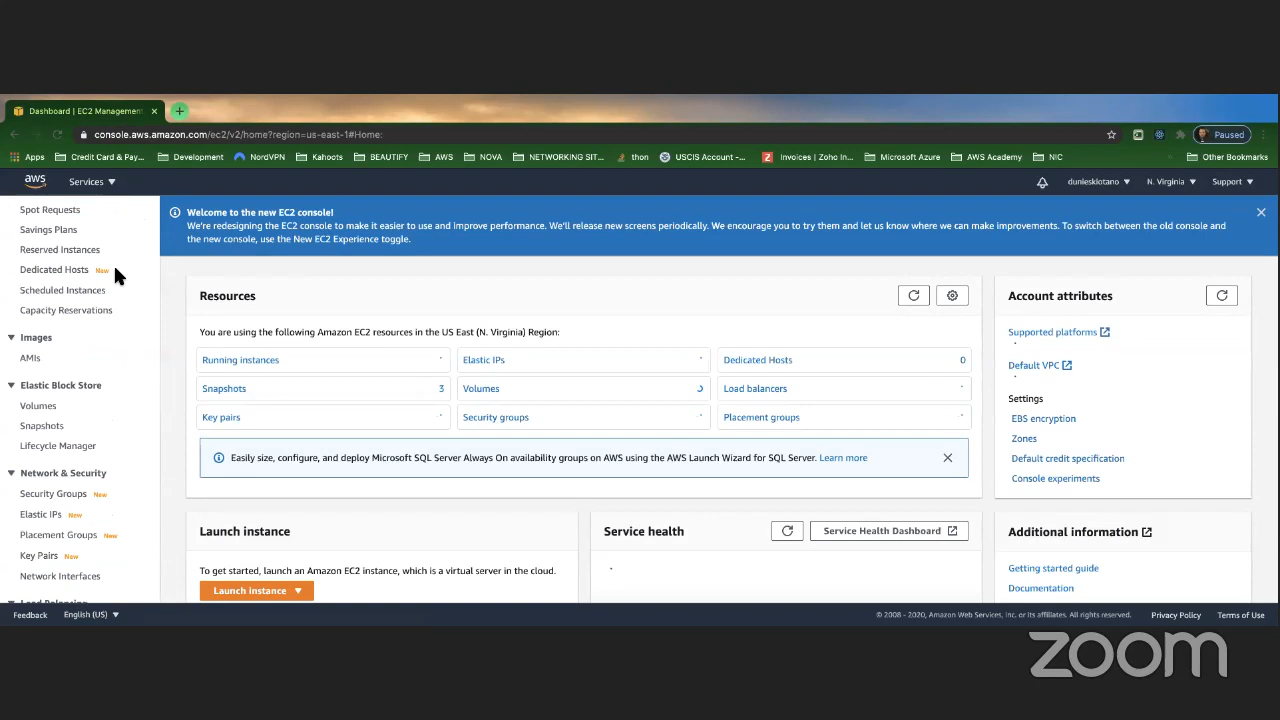 Dashboard | EC2 Management
console.aws.amazon.com/ec2/v2/home?region=us-east-1#Home:
Paused
Apps Credit Card & Pay... Development NordVPN Kahoots BEAUTIFY AWS NOVA NETWORKING SIT... thon USCIS Account -... Invoices | Zoho In... Microsoft Azure AWS Academy NIC Other Bookmarks
aws Services dunieskiotano N. Virginia Support
Spot Requests
Savings Plans
Reserved Instances
Dedicated Hosts New
Scheduled Instances
Capacity Reservations
Images
AMIs
Elastic Block Store
Volumes
Snapshots
Lifecycle Manager
Network & Security
Security Groups New
Elastic IPs New
Placement Groups New
Key Pairs New
Network Interfaces
Welcome to the new EC2 console!
We're redesigning the EC2 console to make it easier to use and improve performance. We'll release new screens periodically. We encourage you to try them and let us know where we can make improvements. To switch between the old console and
the new console, use the New EC2 Experience toggle.
Resources
You are using the following Amazon EC2 resources in the US East (N. Virginia) Region:
Running instances Elastic IPs Dedicated Hosts 0
Snapshots 3 Volumes Load balancers
Key pairs Security groups Placement groups
Easily size, configure, and deploy Microsoft SQL Server Always On availability groups on AWS using the AWS Launch Wizard for SQL Server. Learn more
Account attributes
Supported platforms
Default VPC
Settings
EBS encryption
Zones
Default credit specification
Console experiments
Launch instance
To get started, launch an Amazon EC2 instance, which is a virtual server in the cloud.
Launch instance
Service health
Service Health Dashboard
Additional information
Getting started guide
Documentation
Feedback English (US) © 2008 - 2020, Amazon Web Services, Inc. or its affiliates. All rights reserved. Privacy Policy Terms of Use
zoom